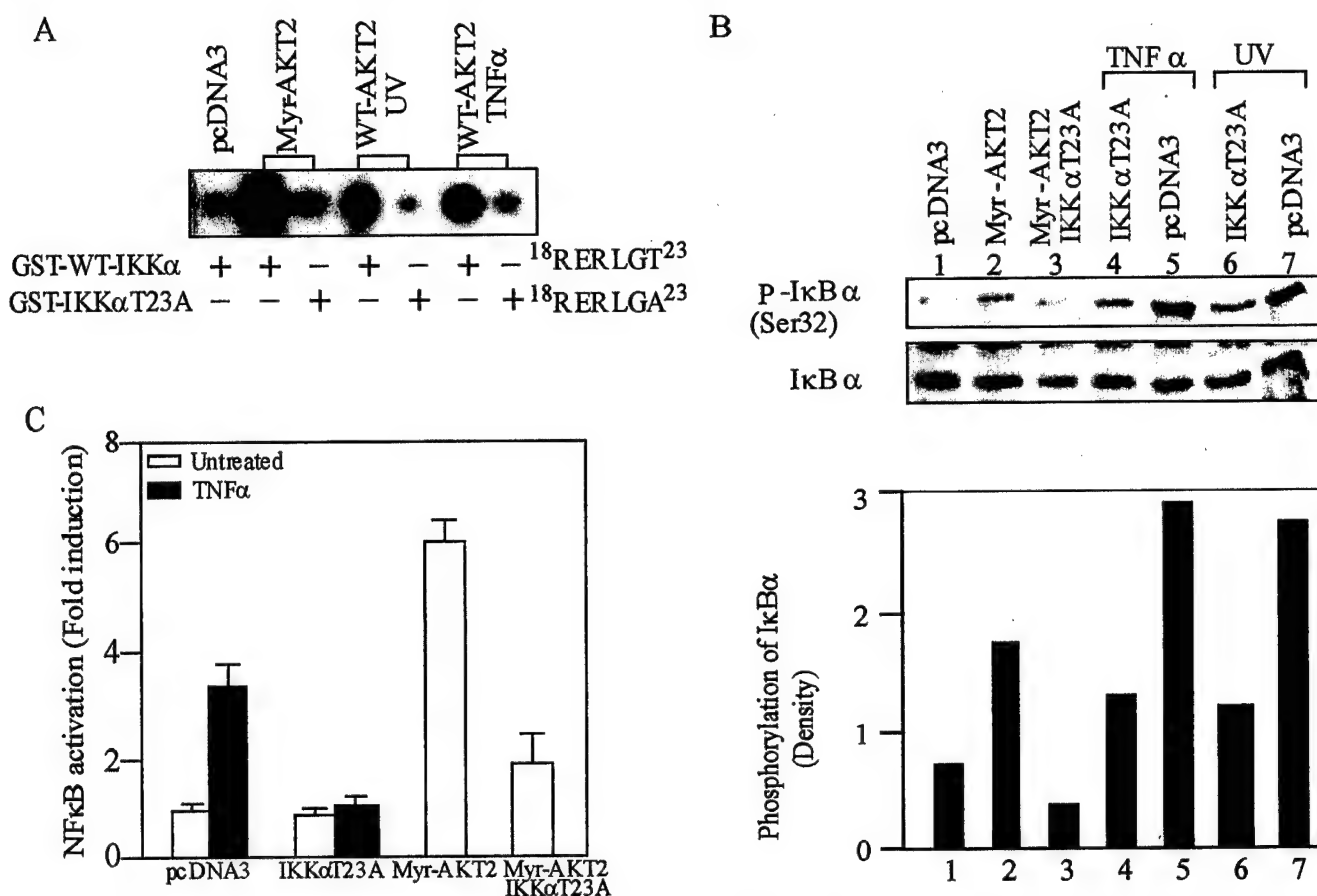 A
pcDNA3
Myr-AKT2
WT-AKT2
UV
WT-AKT2
TNFα
GST-WT-IKKα + + – + – + – ¹⁸RERLGT²³
GST-IKKαT23A – – + – + – + ¹⁸RERLGA²³
B
TNF α UV
pcDNA3
Myr-AKT2
Myr-AKT2
IKKαT23A
IKKαT23A
pcDNA3
IKKαT23A
pcDNA3
1 2 3 4 5 6 7
P-IκBα
(Ser32)
IκBα
3
2
1
0
Phosphorylation of IκBα
(Density)
1 2 3 4 5 6 7
C
NFκB activation (Fold induction)
8
6
4
2
0
Untreated
TNFα
pcDNA3 IKKαT23A Myr-AKT2 Myr-AKT2
IKKαT23A